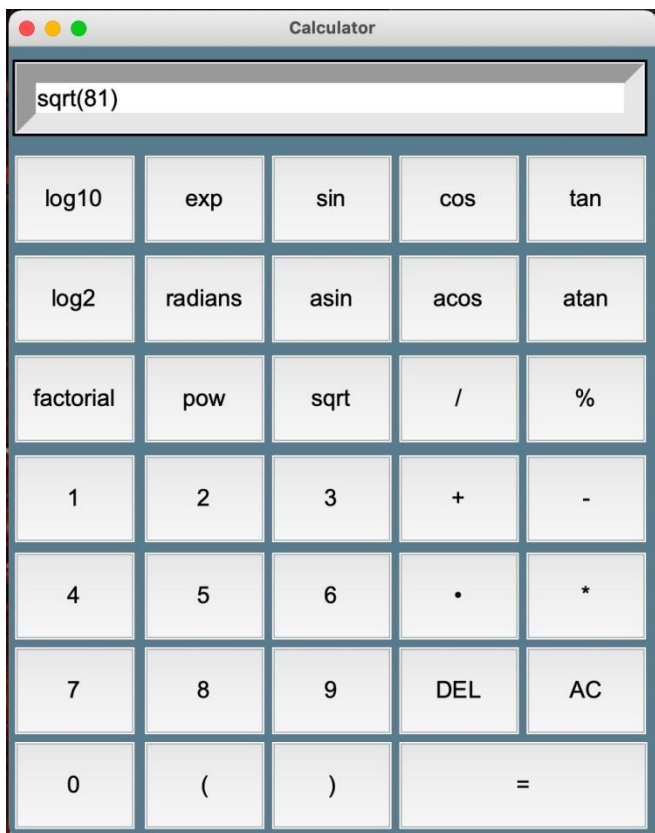 Calculator
sqrt(81)
log10 exp sin cos tan
log2 radians asin acos atan
factorial pow sqrt / %
1 2 3 + -
4 5 6 • *
7 8 9 DEL AC
0 ( ) =